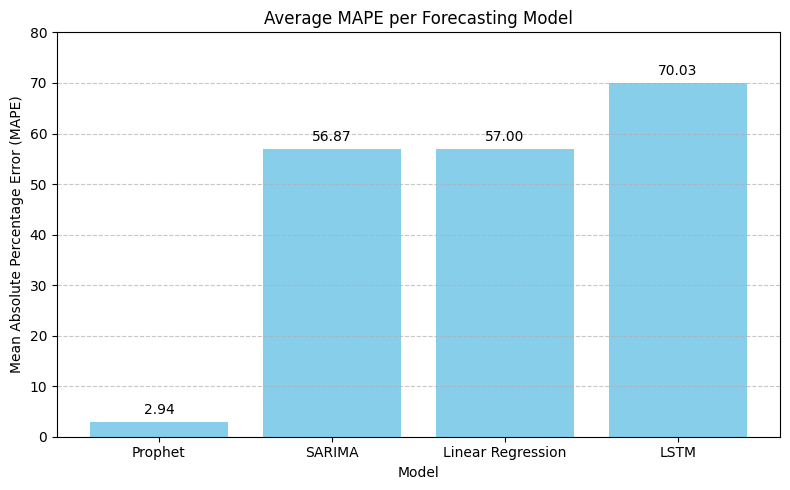 Average MAPE per Forecasting Model
Mean Absolute Percentage Error (MAPE)
80
70
60
50
40
30
20
10
0
2.94
56.87
57.00
70.03
Prophet
SARIMA
Linear Regression
LSTM
Model